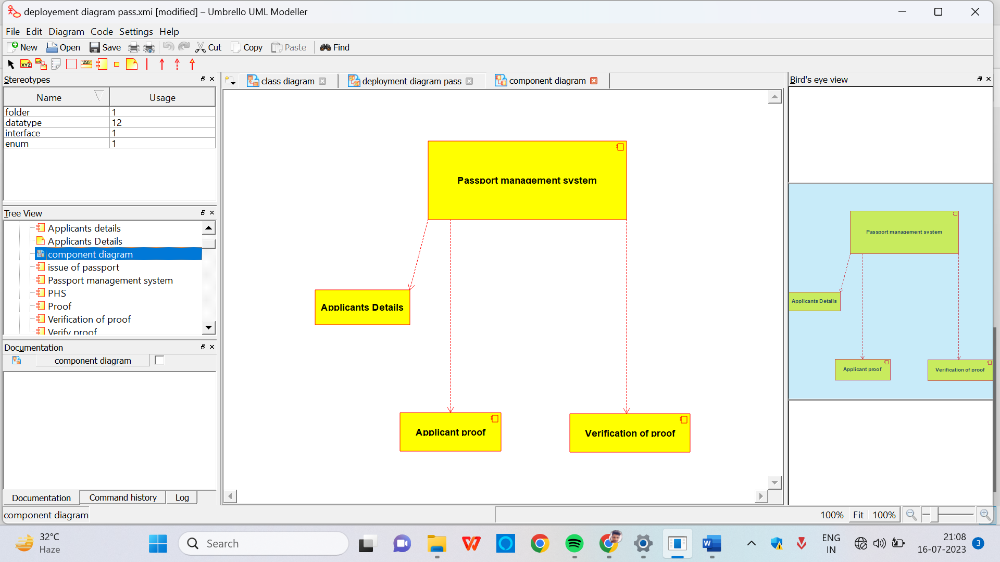 deployement diagram pass.xmi [modified] – Umbrello UML Modeller
File Edit Diagram Code Settings Help
New Open Save Cut Copy Paste Find
Stereotypes
Name Usage
folder 1
datatype 12
interface 1
enum 1
Tree View
Applicants details
Applicants Details
component diagram
issue of passport
Passport management system
PHS
Proof
Verification of proof
Verify proof
Documentation
component diagram
Documentation Command history Log
class diagram deployment diagram pass component diagram
Passport management system
Applicants Details
Applicant proof
Verification of proof
Bird's eye view
Passport management system
Applicants Details
Applicant proof
Verification of proof
component diagram
100% Fit 100%
32°C
Haze
Search
W
ENG
IN
21:08
16-07-2023
3